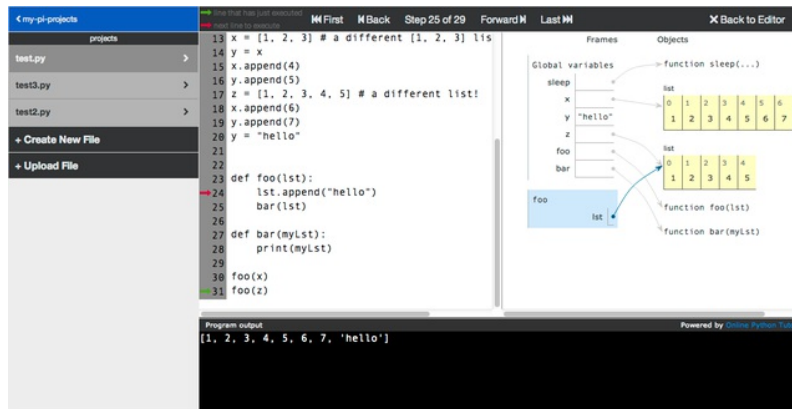 my-pi-projects
projects
test.py
test3.py
test2.py
+ Create New File
+ Upload File
line that has just executed
next line to execute
First
Back
Step 25 of 29
Forward
Last
Back to Editor
13 x = [1, 2, 3] # a different [1, 2, 3] lis
14 y = x
15 x.append(4)
16 y.append(5)
17 z = [1, 2, 3, 4, 5] # a different list!
18 x.append(6)
19 y.append(7)
20 y = "hello"
21
22
23 def foo(lst):
24     lst.append("hello")
25     bar(lst)
26
27 def bar(myLst):
28     print(myLst)
29
30 foo(x)
31 foo(z)
Frames
Objects
Global variables
sleep
x
y "hello"
z
foo
bar
foo
lst
function sleep(...)
list
0 1 2 3 4 5 6
1 2 3 4 5 6 7
list
0 1 2 3 4
1 2 3 4 5
function foo(lst)
function bar(myLst)
Program output
Powered by Online Python Tut
[1, 2, 3, 4, 5, 6, 7, 'hello']